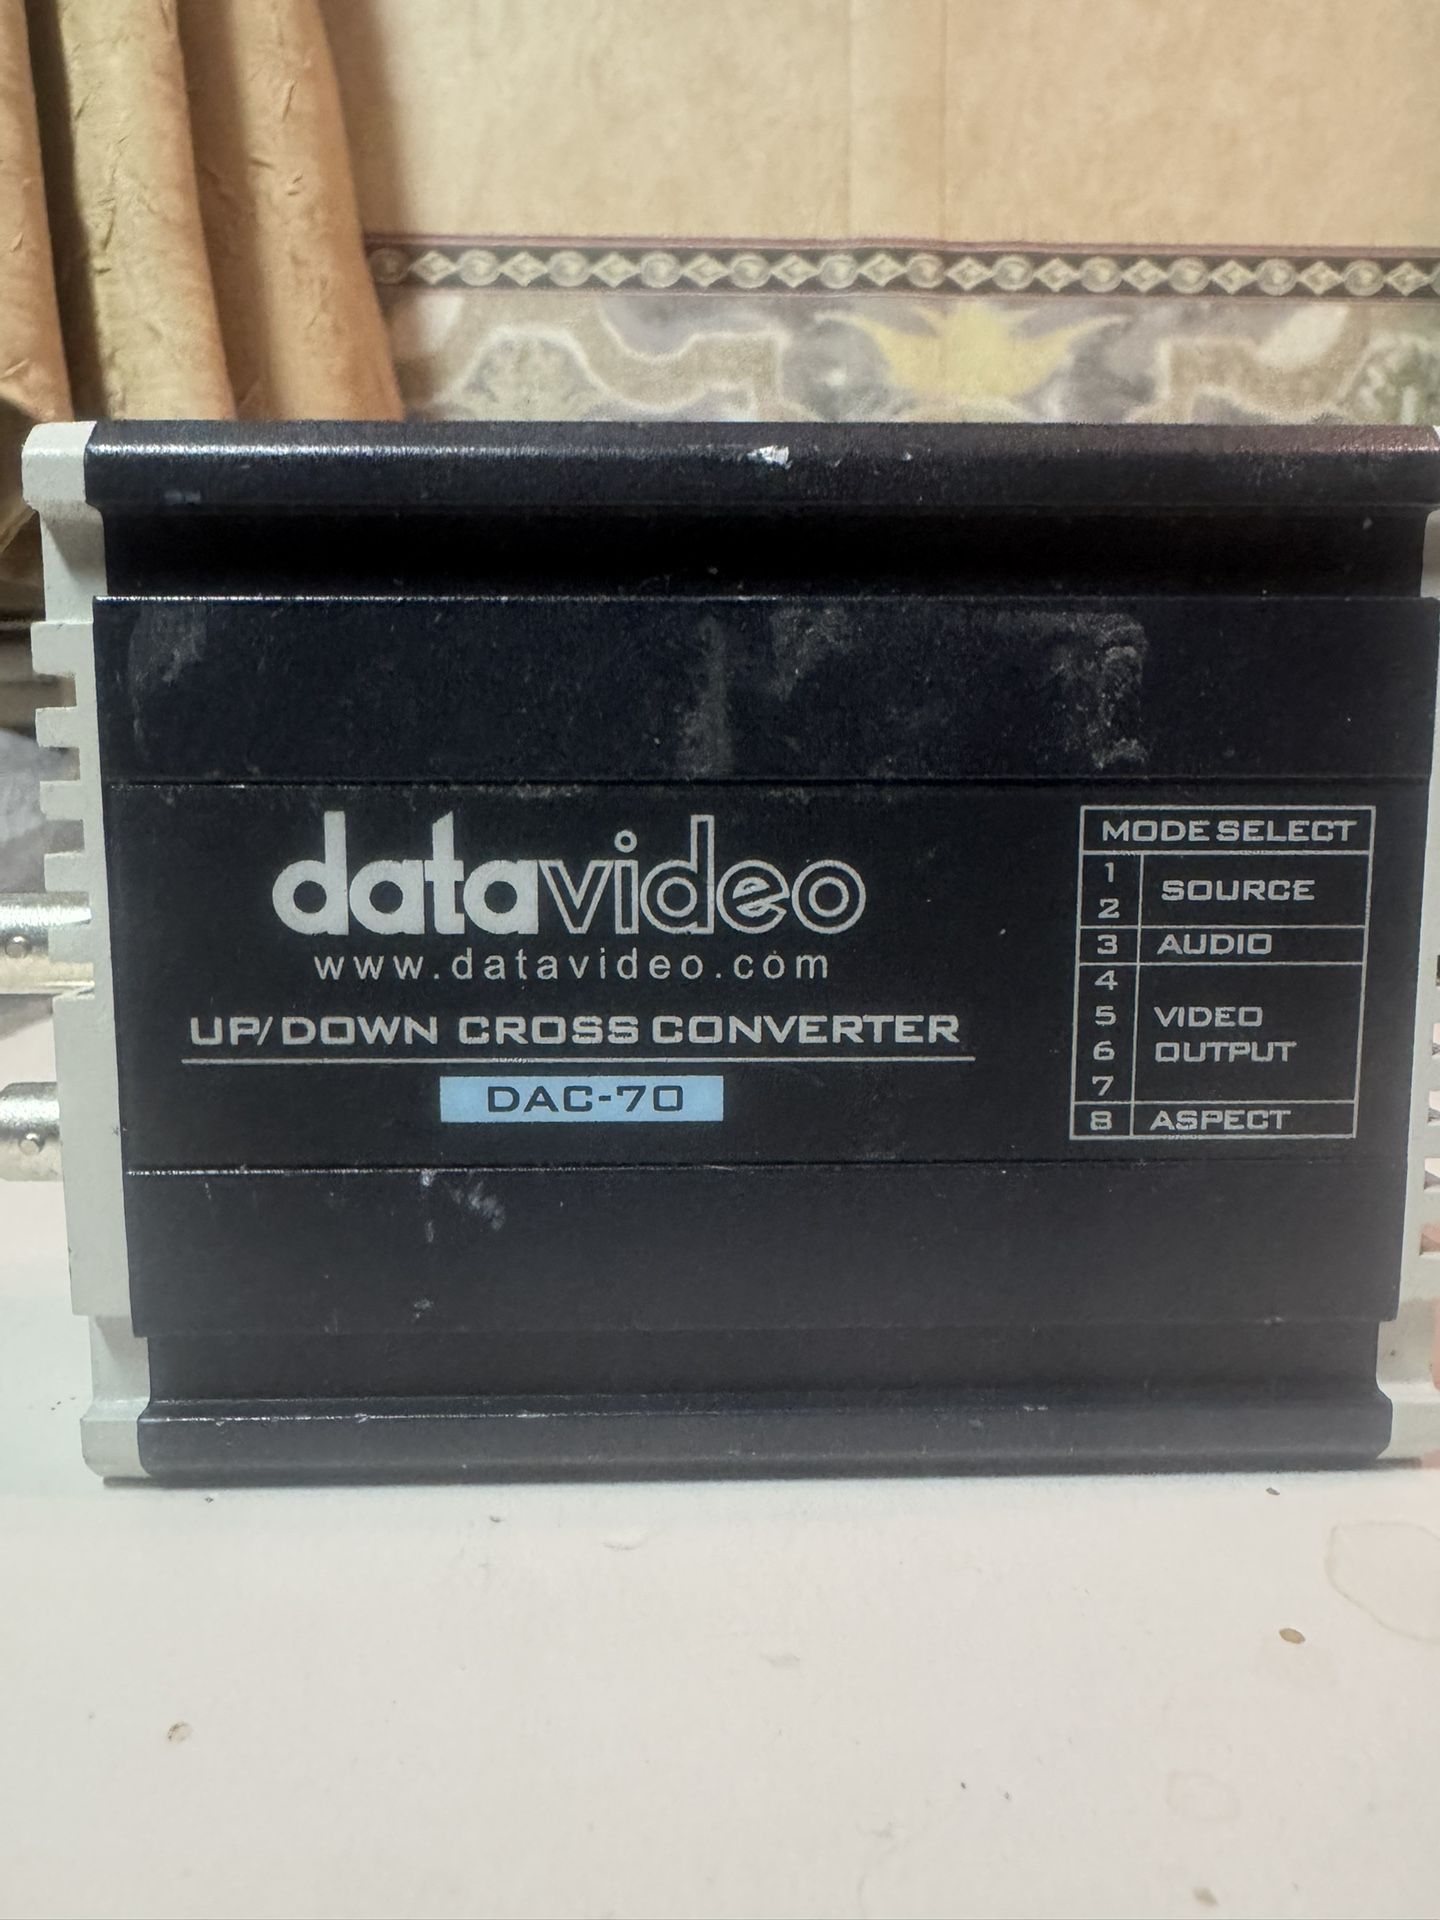 datavideo
www.datavideo.com
UP/DOWN CROSS CONVERTER
DAC-70
MODE SELECT
1
2
SOURCE
3 AUDIO
4
5 VIDEO
6 OUTPUT
7
8 ASPECT